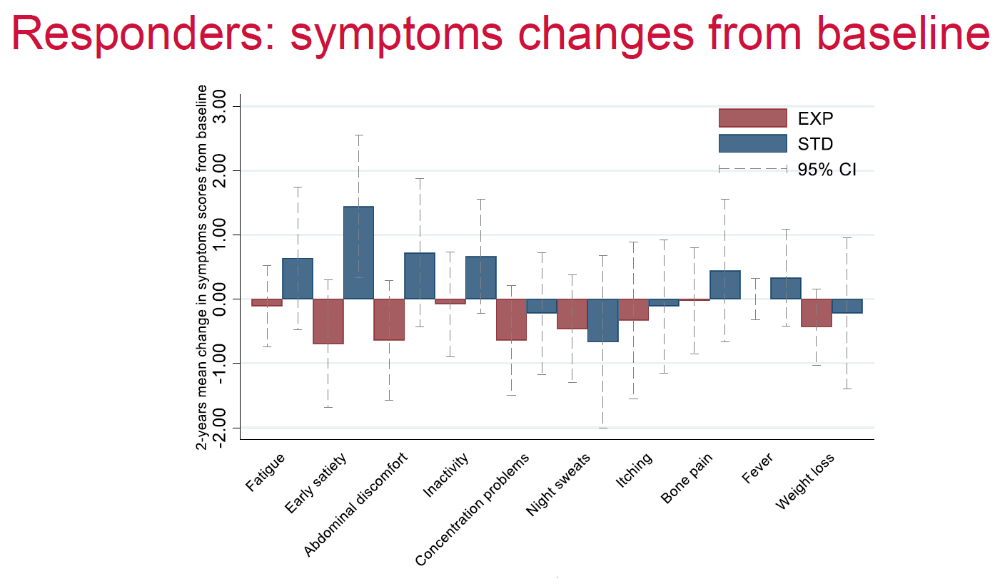 Responders: symptoms changes from baseline
2-years mean change in symptoms scores from baseline
3.00
2.00
1.00
0.00
-1.00
-2.00
EXP
STD
95% CI
Fatigue
Early satiety
Abdominal discomfort
Inactivity
Concentration problems
Night sweats
Itching
Bone pain
Fever
Weight loss